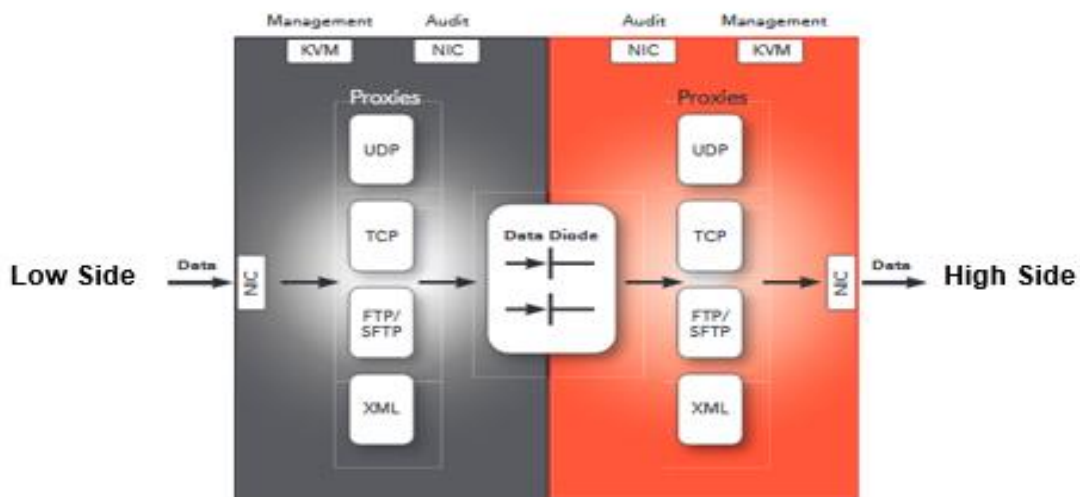 Management Audit Audit Management
KVM NIC NIC KVM
Proxies Proxies
UDP UDP
TCP TCP
Data Diode
Low Side Data NIC NIC Data High Side
FTP/ FTP/
SFTP SFTP
XML XML